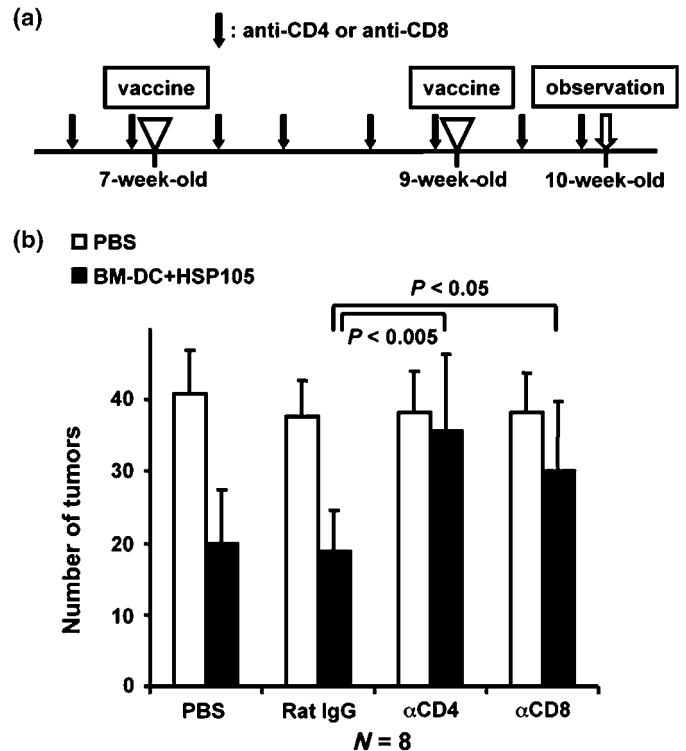 (a)
: anti-CD4 or anti-CD8
vaccine vaccine observation
7-week-old 9-week-old 10-week-old
(b)
PBS
BM-DC+HSP105
P < 0.05
P < 0.005
Number of tumors
40
30
20
10
0
PBS Rat IgG αCD4 αCD8
N = 8